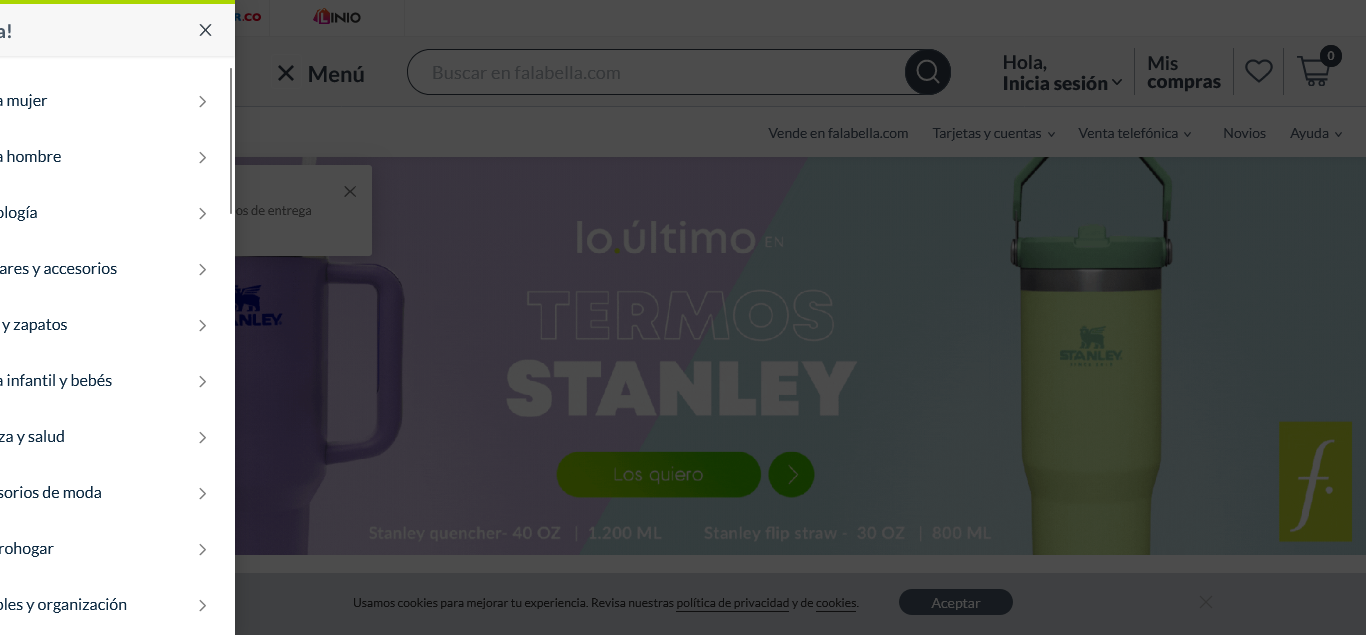 R.CO
LINIO
a!
Menú
Buscar en falabella.com
Hola,
Inicia sesión
Mis
compras
0
Vende en falabella.com
Tarjetas y cuentas
Venta telefónica
Novios
Ayuda
a mujer
a hombre
ología
ares y accesorios
y zapatos
a infantil y bebés
za y salud
sorios de moda
rohogar
les y organización
os de entrega
NLEY
lo último EN
TERMOS
STANLEY
Los quiero
Stanley quencher- 40 OZ | 1.200 ML
Stanley flip straw - 30 OZ | 800 ML
STANLEY
f.
Usamos cookies para mejorar tu experiencia. Revisa nuestras política de privacidad y de cookies.
Aceptar